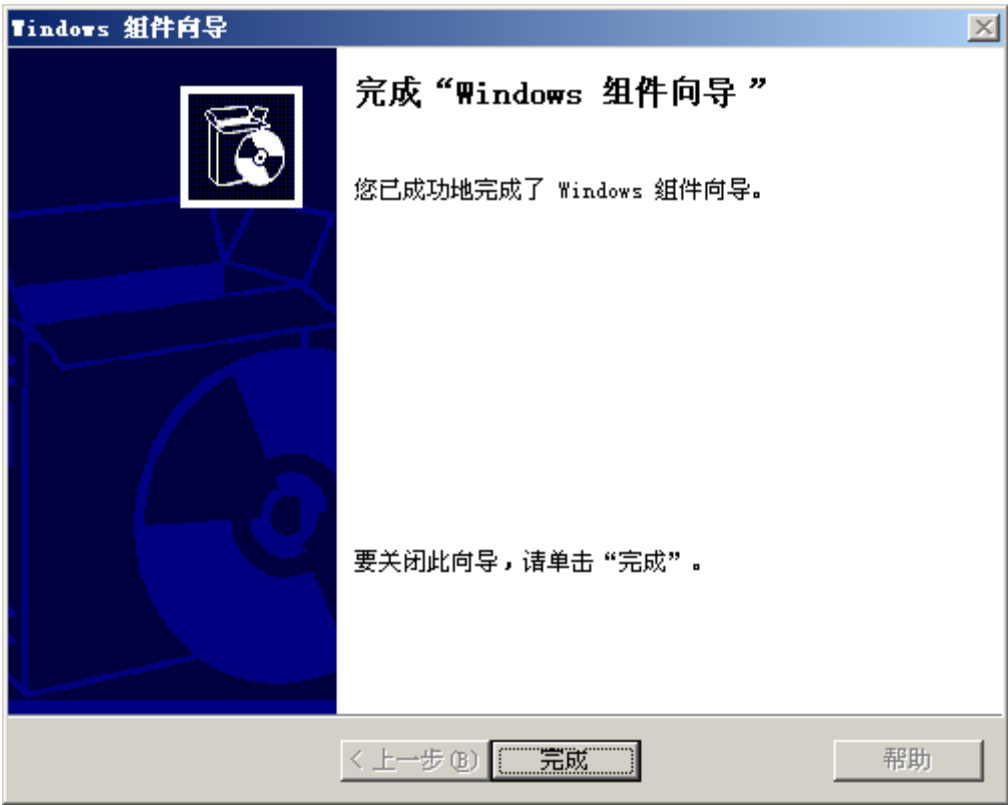 Windows 组件向导
完成“Windows 组件向导”
您已成功地完成了 Windows 组件向导。
要关闭此向导，请单击“完成”。
< 上一步(B)
完成
帮助